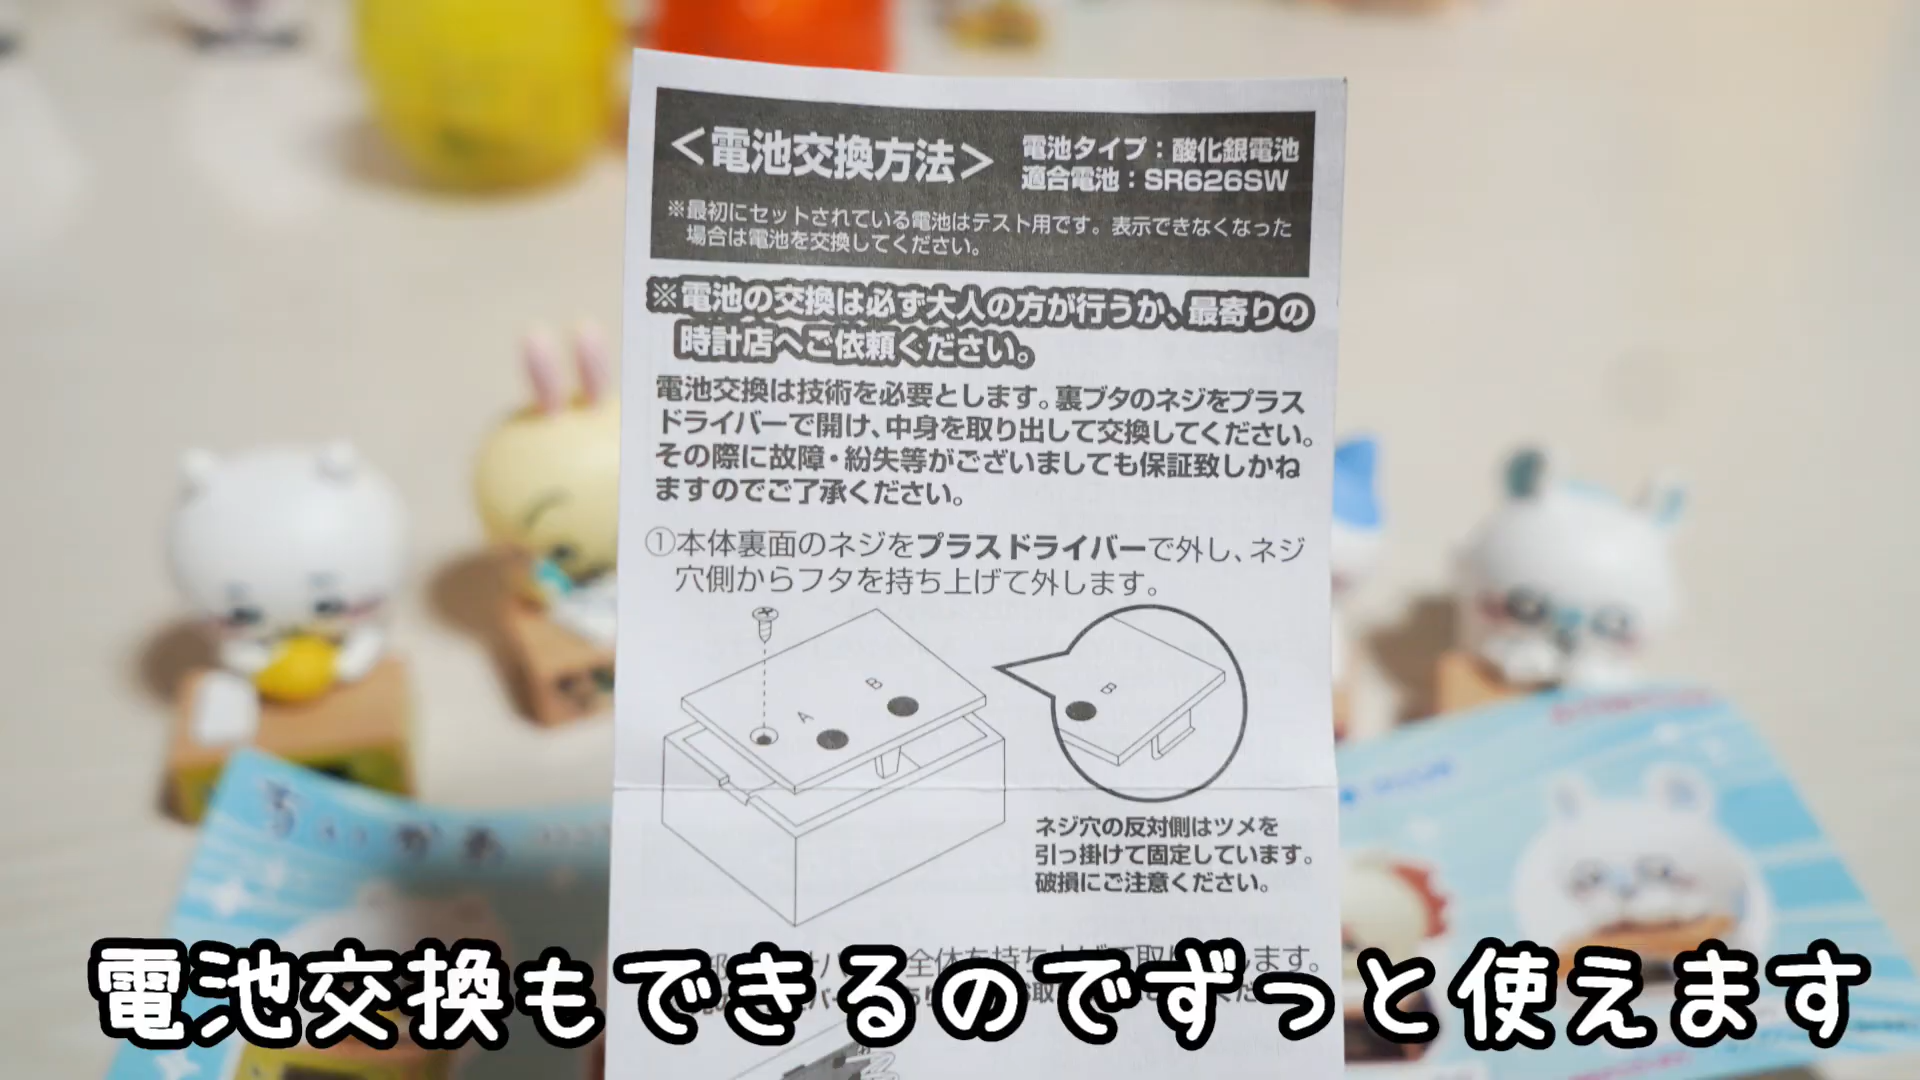 ＜電池交換方法＞
電池タイプ：酸化銀電池
適合電池：SR626SW
※最初にセットされている電池はテスト用です。表示できなくなった
場合は電池を交換してください。
※電池の交換は必ず大人の方が行うか、最寄りの
時計店へご依頼ください。
電池交換は技術を必要とします。裏ブタのネジをプラス
ドライバーで開け、中身を取り出して交換してください。
その際に故障・紛失等がございましても保証致しかね
ますのでご了承ください。
①本体裏面のネジをプラスドライバーで外し、ネジ
穴側からフタを持ち上げて外します。
A
B
B
ネジ穴の反対側はツメを
引っ掛けて固定しています。
破損にご注意ください。
電池交換もできるのでずっと使えます